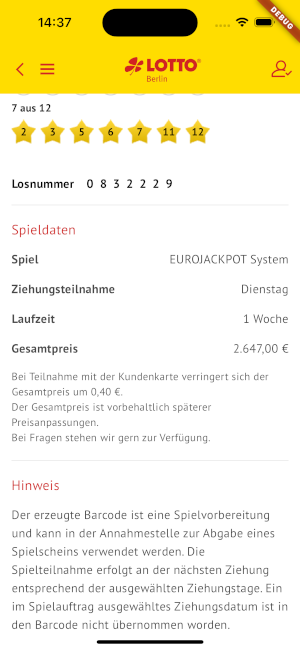 14:37
DEBUG
LOTTO
Berlin
7 aus 12
2 3 5 6 7 11 12
Losnummer 0 8 3 2 2 2 9
Spieldaten
Spiel EUROJACKPOT System
Ziehungsteilnahme Dienstag
Laufzeit 1 Woche
Gesamtpreis 2.647,00 €
Bei Teilnahme mit der Kundenkarte verringert sich der
Gesamtpreis um 0,40 €.
Der Gesamtpreis ist vorbehaltlich späterer
Preisanpassungen.
Bei Fragen stehen wir gern zur Verfügung.
Hinweis
Der erzeugte Barcode ist eine Spielvorbereitung
und kann in der Annahmestelle zur Abgabe eines
Spielscheins verwendet werden. Die
Spielteilnahme erfolgt an der nächsten Ziehung
entsprechend der ausgewählten Ziehungstage. Ein
im Spielauftrag ausgewähltes Ziehungsdatum ist in
den Barcode nicht übernommen worden.